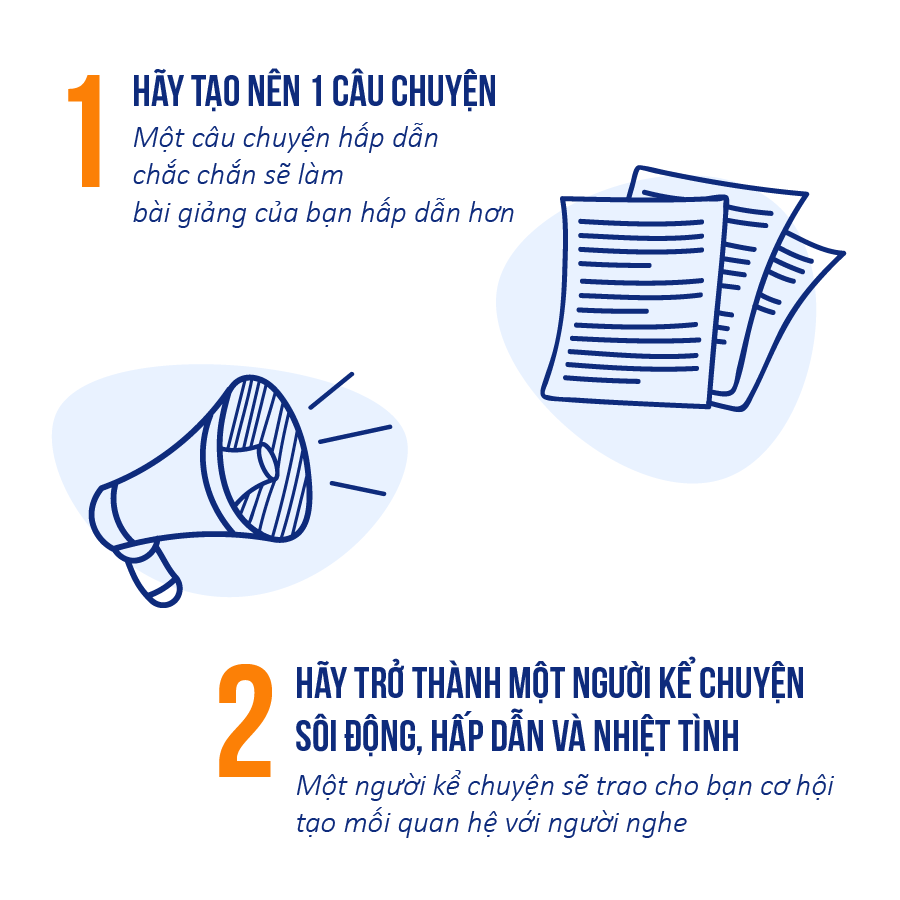 1
HÃY TẠO NÊN 1 CÂU CHUYỆN
Một câu chuyện hấp dẫn
chắc chắn sẽ làm
bài giảng của bạn hấp dẫn hơn
2
HÃY TRỞ THÀNH MỘT NGƯỜI KỂ CHUYỆN
SÔI ĐỘNG, HẤP DẪN VÀ NHIỆT TÌNH
Một người kể chuyện sẽ trao cho bạn cơ hội
tạo mối quan hệ với người nghe